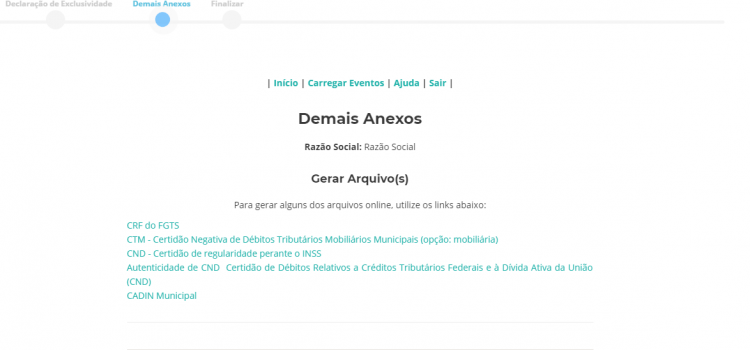 Declaração de Exclusividade Demais Anexos Finalizar
| Início | Carregar Eventos | Ajuda | Sair |
Demais Anexos
Razão Social: Razão Social
Gerar Arquivo(s)
Para gerar alguns dos arquivos online, utilize os links abaixo:
CRF do FGTS
CTM - Certidão Negativa de Débitos Tributários Mobiliários Municipais (opção: mobiliária)
CND - Certidão de regularidade perante o INSS
Autenticidade de CND Certidão de Débitos Relativos a Créditos Tributários Federais e à Dívida Ativa da União
(CND)
CADIN Municipal